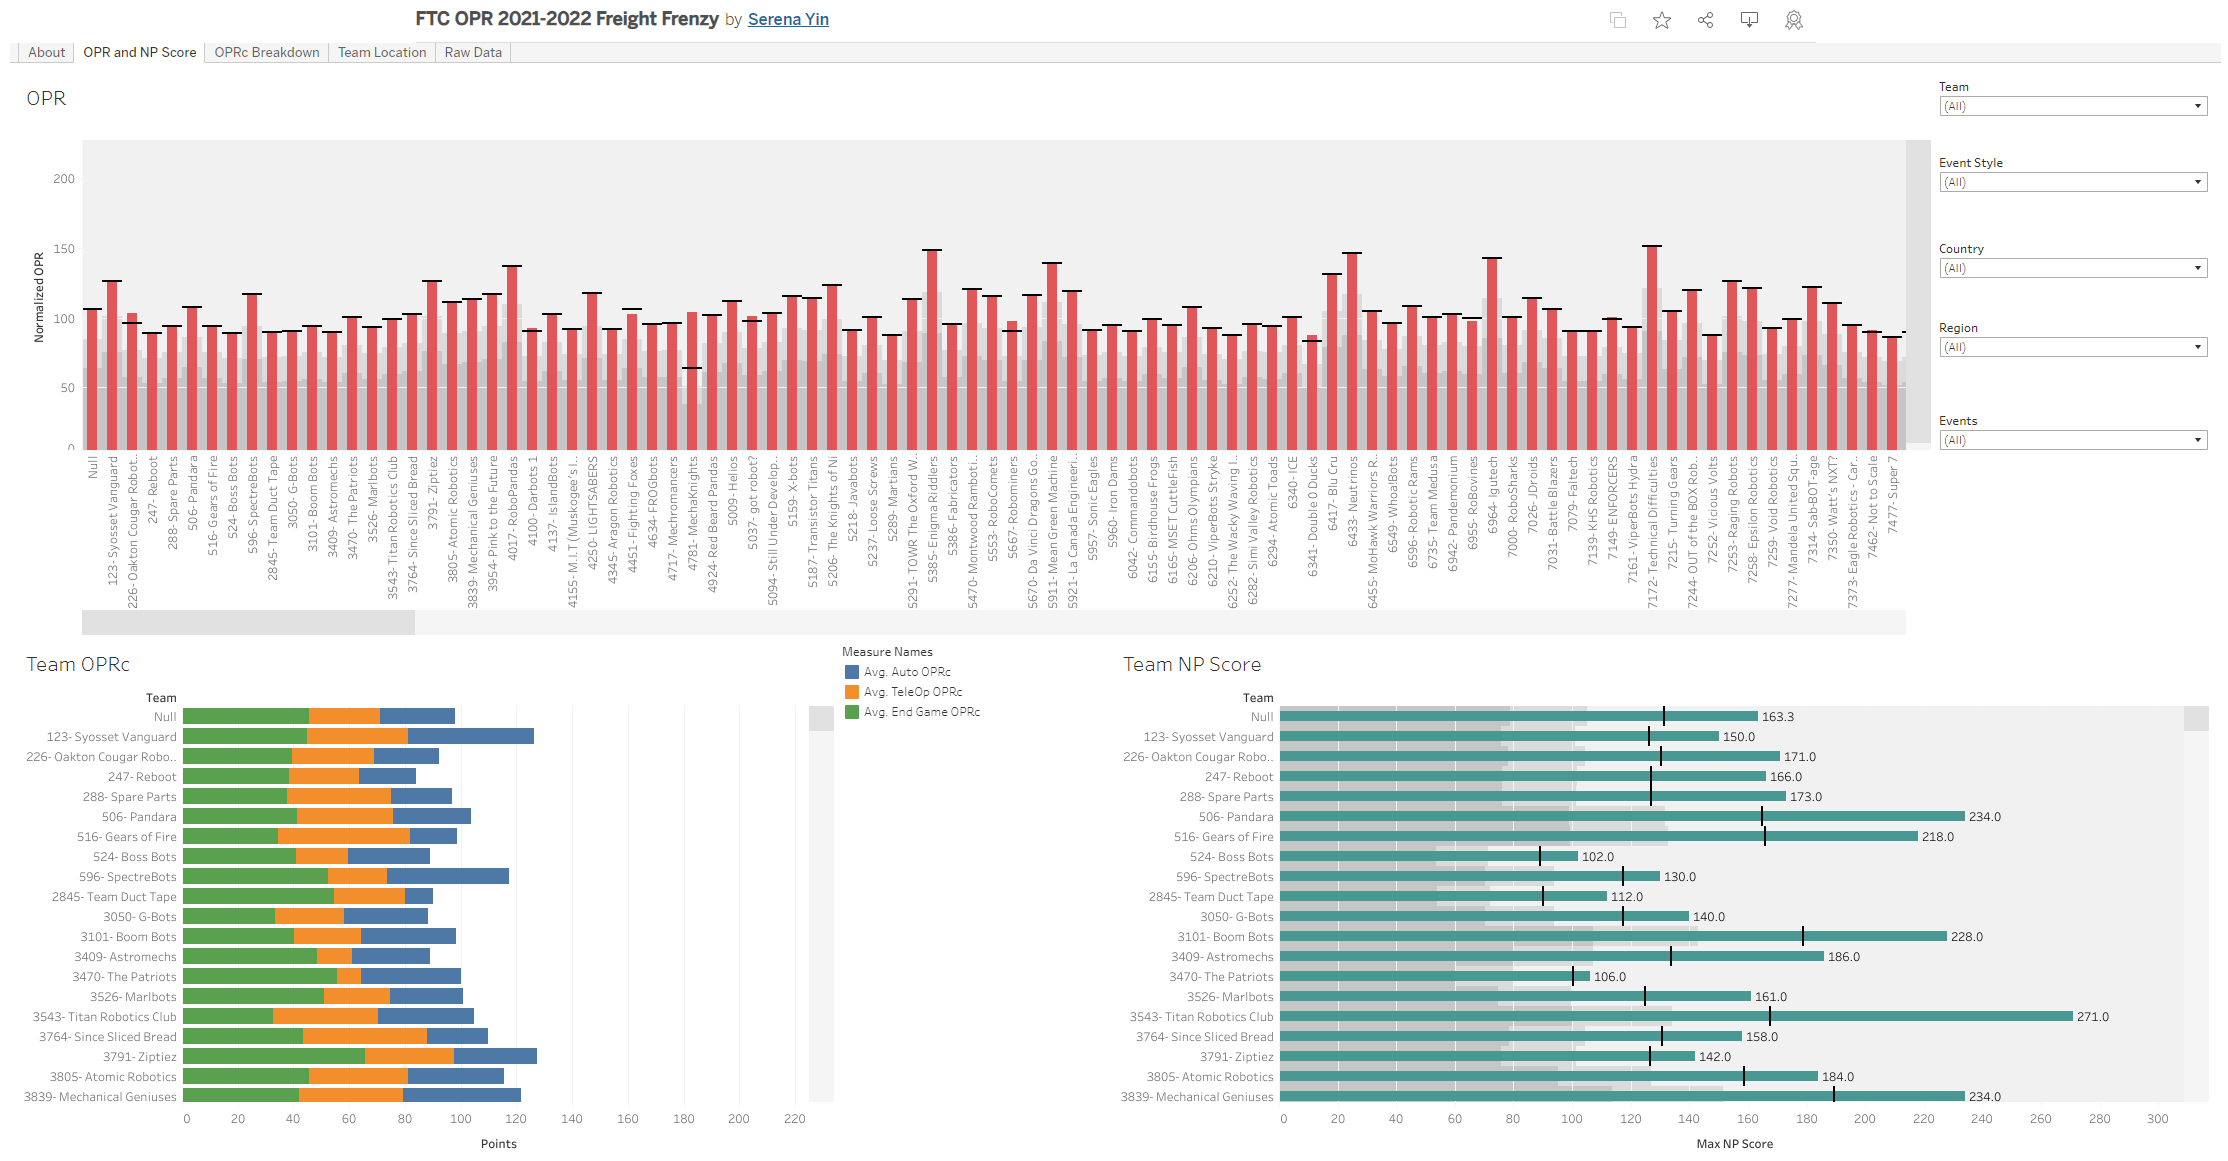 FTC OPR 2021-2022 Freight Frenzy by Serena Yin
About
OPR and NP Score
OPRc Breakdown
Team Location
Raw Data
OPR
Normalized OPR
200
150
100
50
0
Null
123- Syosset Vanguard
226- Oakton Cougar Robot..
247- Reboot
288- Spare Parts
506- Pandara
516- Gears of Fire
524- Boss Bots
596- SpectreBots
2845- Team Duct Tape
3050- G-Bots
3101- Boom Bots
3409- Astromechs
3470- The Patriots
3526- Marlbots
3543- Titan Robotics Club
3764- Since Sliced Bread
3791- Ziptiez
3805- Atomic Robotics
3839- Mechanical Geniuses
3954- Pink to the Future
4017- RoboPandas
4100- Darbots 1
4137- IslandBots
4155- M.I.T (Muskogee's I..
4250- LIGHTSABERS
4345- Aragon Robotics
4451- Fighting Foxes
4634- FROGbots
4717- Mechromancers
4781- MechaKnights
4924- Red Beard Pandas
5009- Helios
5037- got robot?
5094- Still Under Develop..
5159- X-bots
5187- Transistor Titans
5206- The Knights of Ni
5218- Javabots
5237- Loose Screws
5289- Martians
5291- TOWR The Oxford W..
5385- Enigma Riddlers
5386- Fabricators
5470- Montwood Ramboti..
5553- RoboComets
5667- Robominers
5670- Da Vinci Dragons Go..
5911- Mean Green Machine
5921- La Canada Engineeri..
5957- Sonic Eagles
5960- Iron Dams
6042- Commandobots
6155- Birdhouse Frogs
6165- MSET CuttleFish
6206- Ohms Olympians
6210- ViperBots Stryke
6252- The Wacky Waving I..
6282- Simi Valley Robotics
6294- Atomic Toads
6340- ICE
6341- Double 0 Ducks
6417- Blu Cru
6433- Neutrinos
6455- MoHawk Warriors R..
6549- WhoalBots
6596- Robotic Rams
6735- Team Medusa
6942- Pandemonium
6955- RoBovines
6964- Igutech
7000- RoboSharks
7026- JDroids
7031- Battle Blazers
7079- Faltech
7139- KHS Robotics
7149- ENFORCERS
7161- ViperBots Hydra
7172- Technical Difficulties
7215- Turning Gears
7244- OUT of the BOX Rob..
7252- Vicious Volts
7253- Raging Robots
7258- Epsilon Robotics
7259- Void Robotics
7277- Mandela United Squ..
7314- Sab-BOT-age
7350- Watt's NXT?
7373- Eagle Robotics - Car..
7462- Not to Scale
7477- Super 7
Team
(All)
Event Style
(All)
Country
(All)
Region
(All)
Events
(All)
Team OPRc
Team
Null
123- Syosset Vanguard
226- Oakton Cougar Robo..
247- Reboot
288- Spare Parts
506- Pandara
516- Gears of Fire
524- Boss Bots
596- SpectreBots
2845- Team Duct Tape
3050- G-Bots
3101- Boom Bots
3409- Astromechs
3470- The Patriots
3526- Marlbots
3543- Titan Robotics Club
3764- Since Sliced Bread
3791- Ziptiez
3805- Atomic Robotics
3839- Mechanical Geniuses
0 20 40 60 80 100 120 140 160 180 200 220
Points
Measure Names
Avg. Auto OPRc
Avg. TeleOp OPRc
Avg. End Game OPRc
Team NP Score
Team
Null 163.3
123- Syosset Vanguard 150.0
226- Oakton Cougar Robo.. 171.0
247- Reboot 166.0
288- Spare Parts 173.0
506- Pandara 234.0
516- Gears of Fire 218.0
524- Boss Bots 102.0
596- SpectreBots 130.0
2845- Team Duct Tape 112.0
3050- G-Bots 140.0
3101- Boom Bots 228.0
3409- Astromechs 186.0
3470- The Patriots 106.0
3526- Marlbots 161.0
3543- Titan Robotics Club 271.0
3764- Since Sliced Bread 158.0
3791- Ziptiez 142.0
3805- Atomic Robotics 184.0
3839- Mechanical Geniuses 234.0
0 20 40 60 80 100 120 140 160 180 200 220 240 260 280 300
Max NP Score